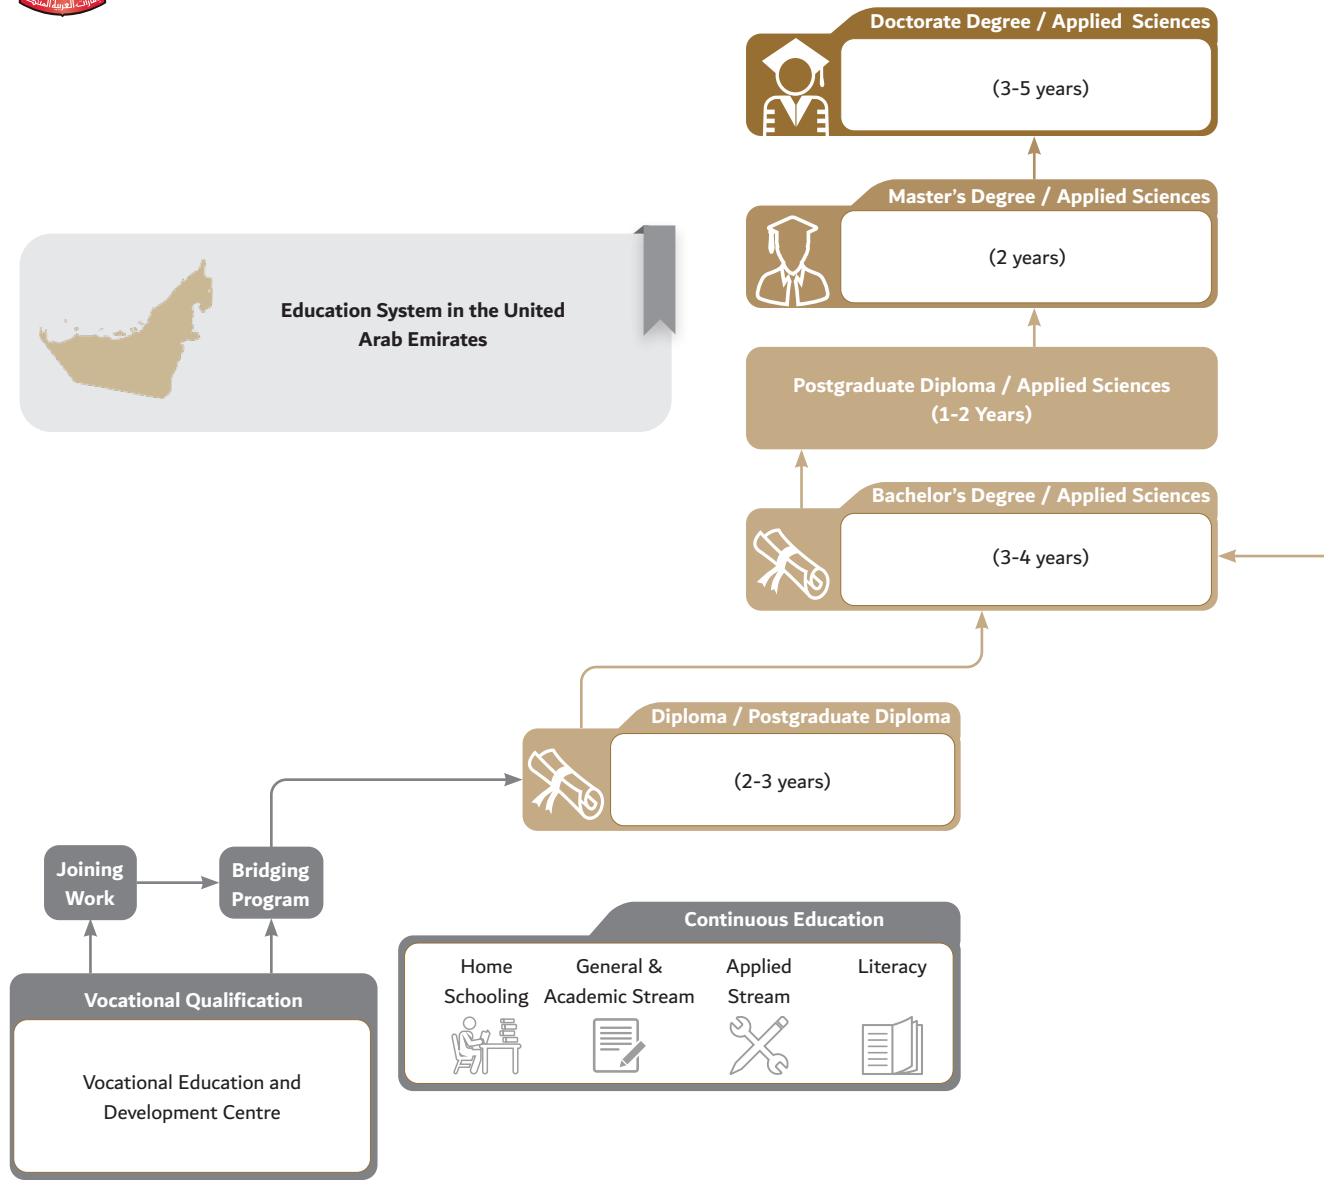 العربية
Doctorate Degree / Applied Sciences
(3-5 years)
Master's Degree / Applied Sciences
(2 years)
Education System in the United
Arab Emirates
Postgraduate Diploma / Applied Sciences
(1-2 Years)
Bachelor's Degree / Applied Sciences
(3-4 years)
Diploma / Postgraduate Diploma
(2-3 years)
Joining
Work
Bridging
Program
Continuous Education
Home
Schooling
General &
Academic Stream
Applied
Stream
Literacy
Vocational Qualification
Vocational Education and
Development Centre